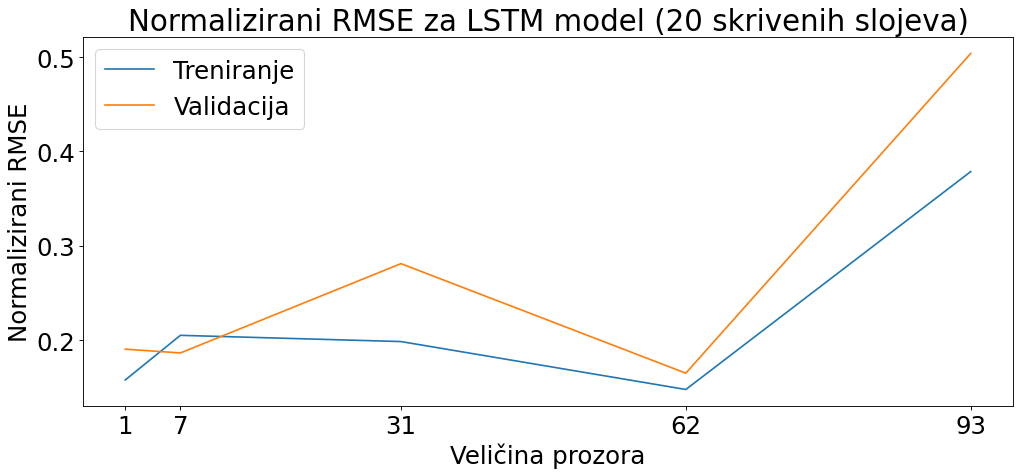 Normalizirani RMSE za LSTM model (20 skrivenih slojeva)
Treniranje
Validacija
Normalizirani RMSE
0.5
0.4
0.3
0.2
1 7 31 62 93
Veličina prozora